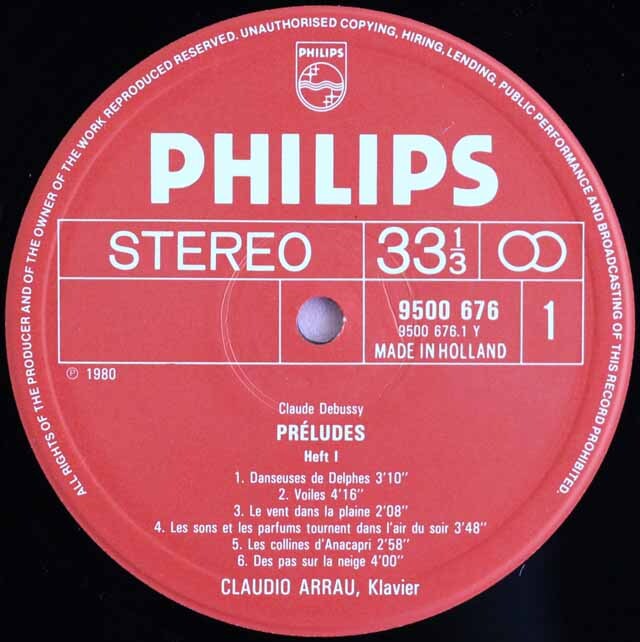 ALL RIGHTS OF THE PRODUCER AND OF THE OWNER OF THE WORK REPRODUCED RESERVED. UNAUTHORISED COPYING, HIRING, LENDING, PUBLIC PERFORMANCE AND BROADCASTING OF THIS RECORD PROHIBITED.
PHILIPS
PHILIPS
STEREO
33 1/3
9500 676
9500 676.1 Y
MADE IN HOLLAND
1
℗ 1980
Claude Debussy
PRÉLUDES
Heft I
1. Danseuses de Delphes 3'10"
2. Voiles 4'16"
3. Le vent dans la plaine 2'08"
4. Les sons et les parfums tournent dans l'air du soir 3'48"
5. Les collines d'Anacapri 2'58"
6. Des pas sur la neige 4'00"
CLAUDIO ARRAU, Klavier